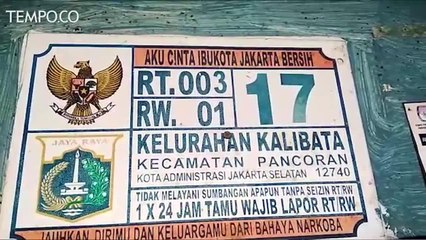 TEMPO.CO
AKU CINTA IBUKOTA JAKARTA BERSIH
RT.003
RW. 01
17
JAYA RAYA
KELURAHAN KALIBATA
KECAMATAN PANCORAN
KOTA ADMINISTRASI JAKARTA SELATAN 12740
TIDAK MELAYANI SUMBANGAN APAPUN TANPA SEIZIN RT/RW
1 X 24 JAM TAMU WAJIB LAPOR RT/RW
JAUHKAN DIRIMU DAN KELUARGAMU DARI BAHAYA NARKOBA